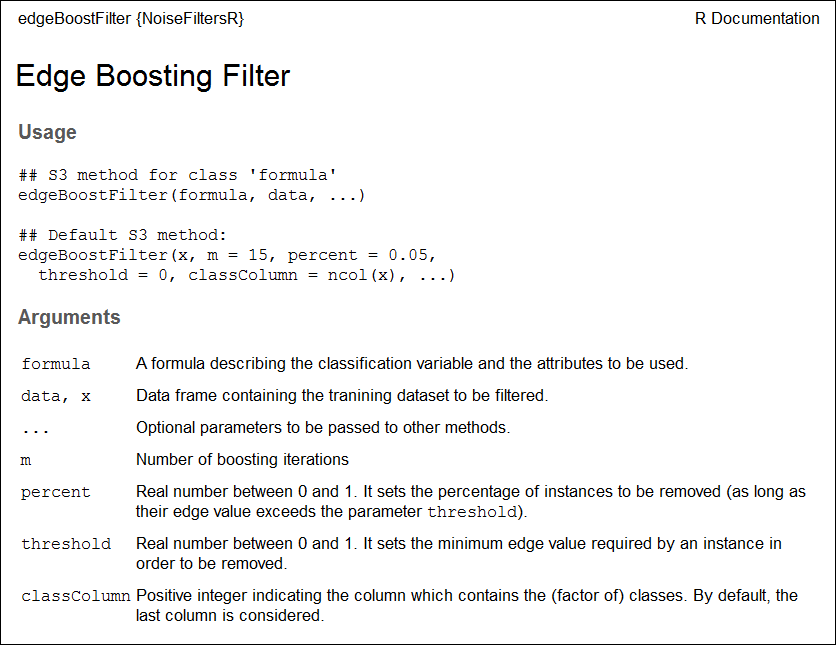 edgeBoostFilter {NoiseFiltersR}
R Documentation
Edge Boosting Filter
Usage
## S3 method for class 'formula'
edgeBoostFilter(formula, data, ...)
## Default S3 method:
edgeBoostFilter(x, m = 15, percent = 0.05,
  threshold = 0, classColumn = ncol(x), ...)
Arguments
formula A formula describing the classification variable and the attributes to be used.
data, x Data frame containing the tranining dataset to be filtered.
... Optional parameters to be passed to other methods.
m Number of boosting iterations
percent Real number between 0 and 1. It sets the percentage of instances to be removed (as long as
their edge value exceeds the parameter threshold).
threshold Real number between 0 and 1. It sets the minimum edge value required by an instance in
order to be removed.
classColumn Positive integer indicating the column which contains the (factor of) classes. By default, the
last column is considered.